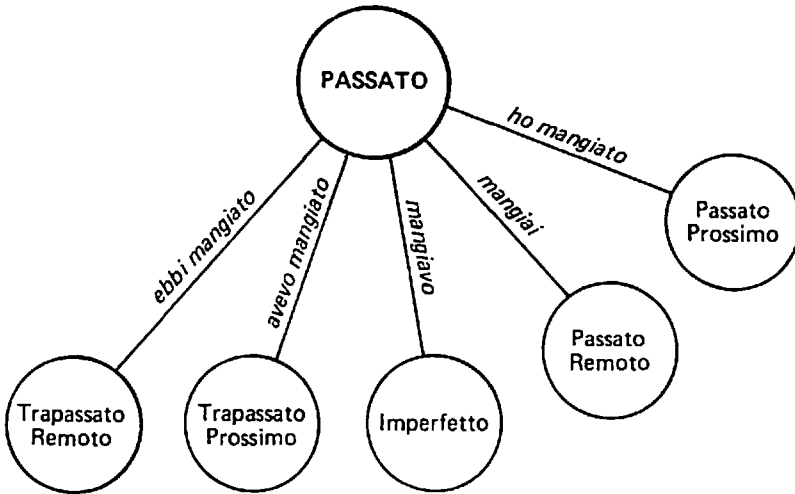 PASSATO
ho mangiato
mangiai
mangiavo
avevo mangiato
ebbi mangiato
Passato
Prossimo
Passato
Remoto
Imperfetto
Trapassato
Prossimo
Trapassato
Remoto